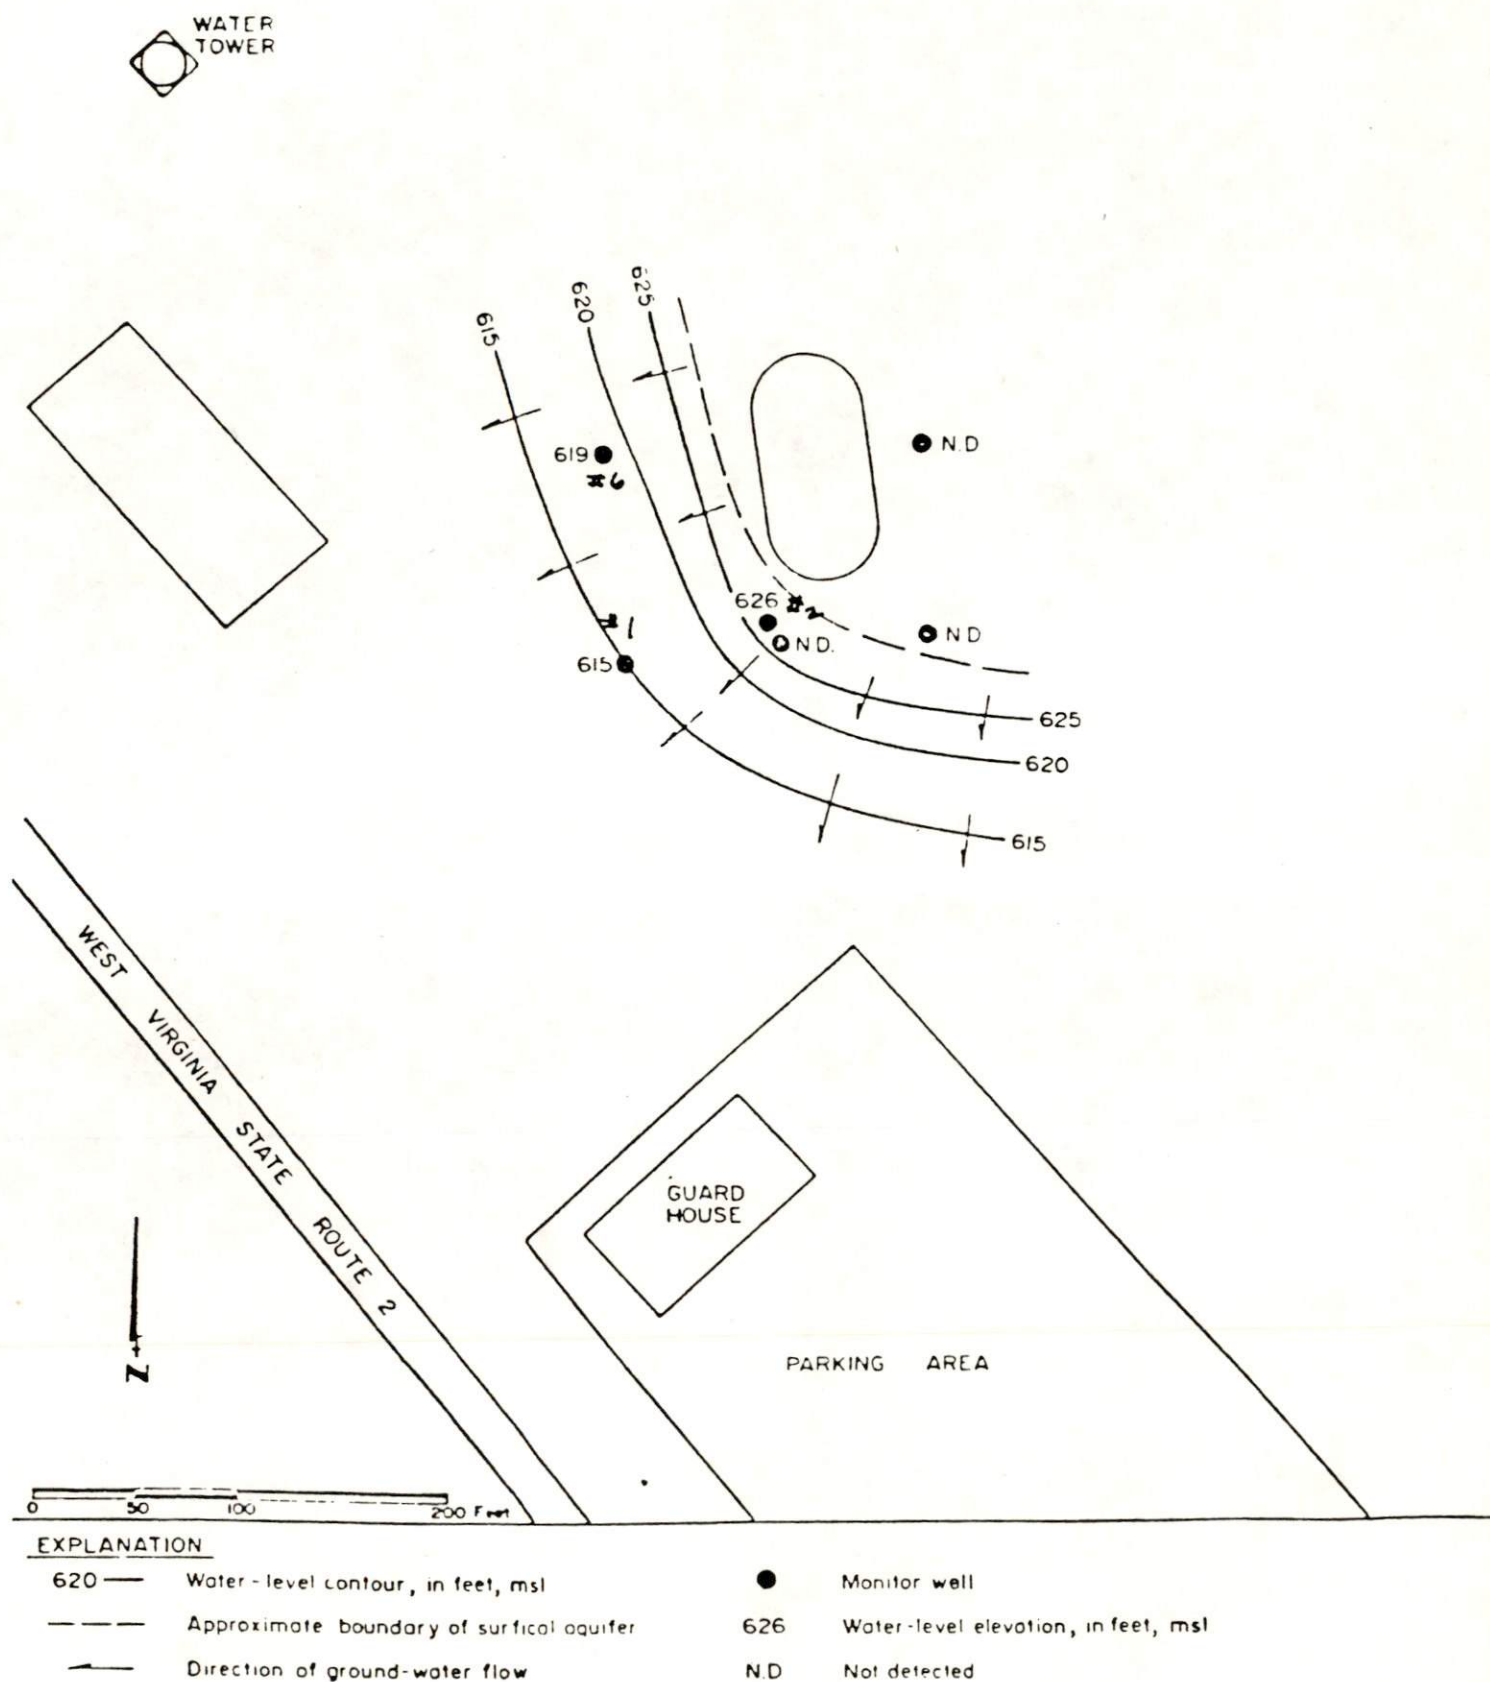 WATER
TOWER
625
620
615
N.D
619
#6
626 #2
#1
N D
N D.
615
625
620
615
WEST VIRGINIA STATE ROUTE 2
GUARD
HOUSE
PARKING AREA
N
0 50 100 200 Feet
EXPLANATION
620 Water-level contour, in feet, msl
Monitor well
Approximate boundary of surfical aquifer
626 Water-level elevation, in feet, msl
Direction of ground-water flow
N.D Not detected